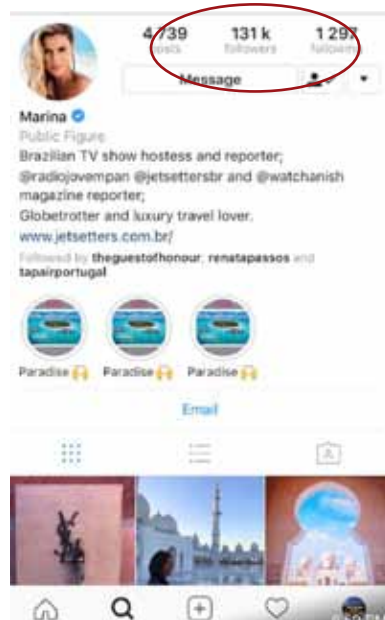 4 739 131 k 1 297
posts followers following
Message
Marina
Public Figure
Brazilian TV show hostess and reporter;
@radiojovempan @jetsettersbr and @watchanish
magazine reporter;
Globetrotter and luxury travel lover.
www.jetsetters.com.br/
Followed by theguestofhonour, renatapassos and
tapairportugal
Paradise 🙌 Paradise 🙌 Paradise 🙌
Email